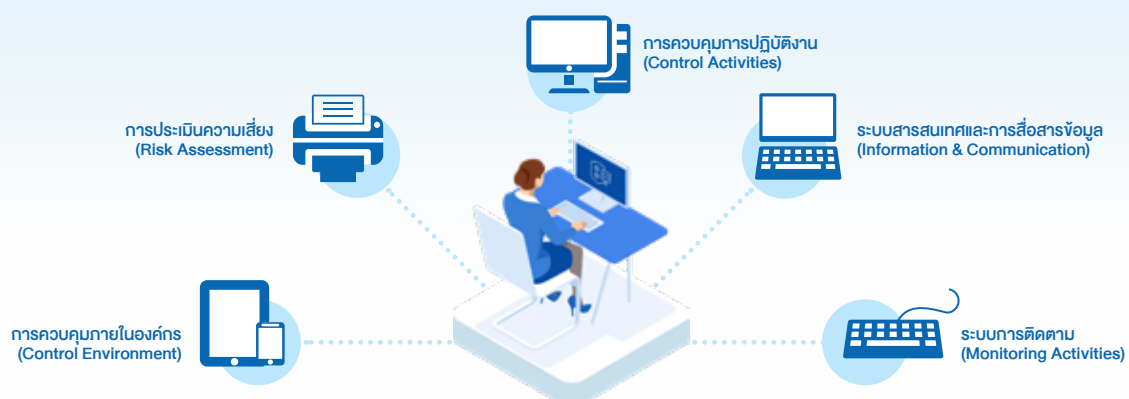 การควบคุมการปฏิบัติงาน
(Control Activities)
การประเมินความเสี่ยง
(Risk Assessment)
ระบบสารสนเทศและการสื่อสารข้อมูล
(Information & Communication)
การควบคุมภายในองค์กร
(Control Environment)
ระบบการติดตาม
(Monitoring Activities)